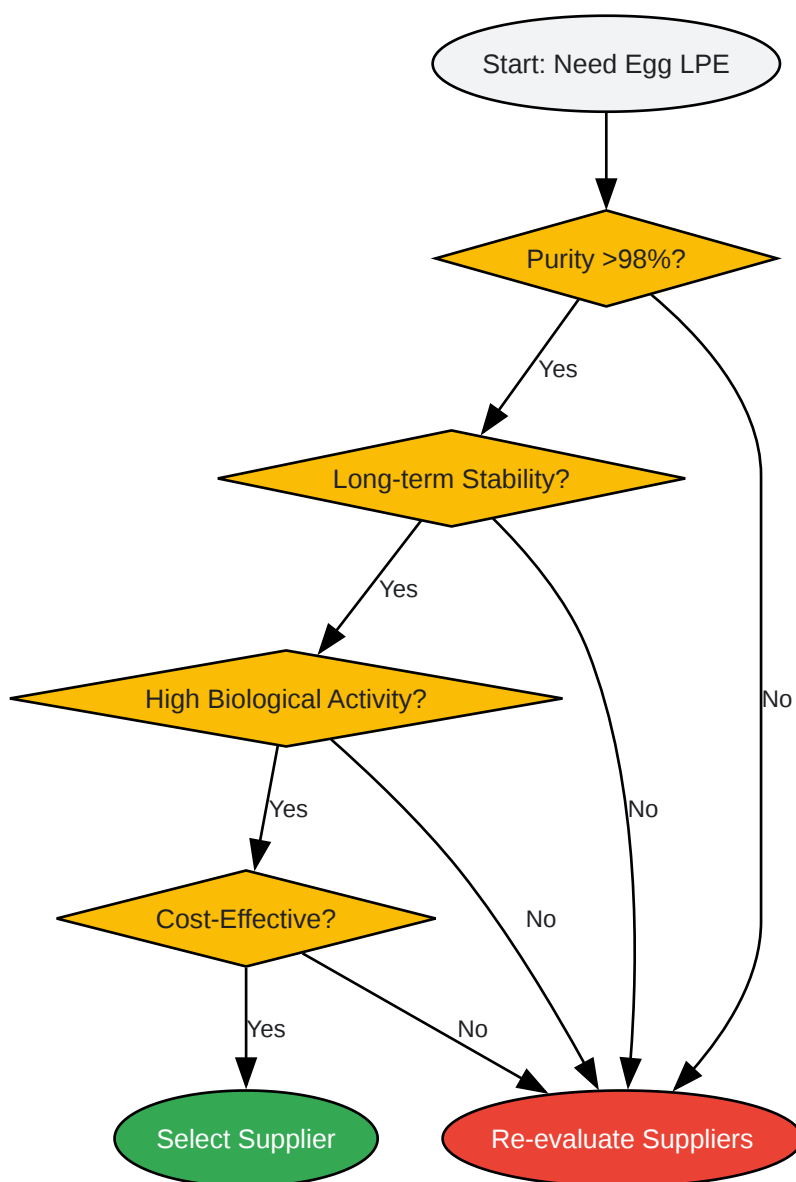 Start: Need Egg LPE
Purity >98%?
Yes
Long-term Stability?
Yes
High Biological Activity?
No
Yes
No
Cost-Effective?
No
Yes
No
Select Supplier
Re-evaluate Suppliers